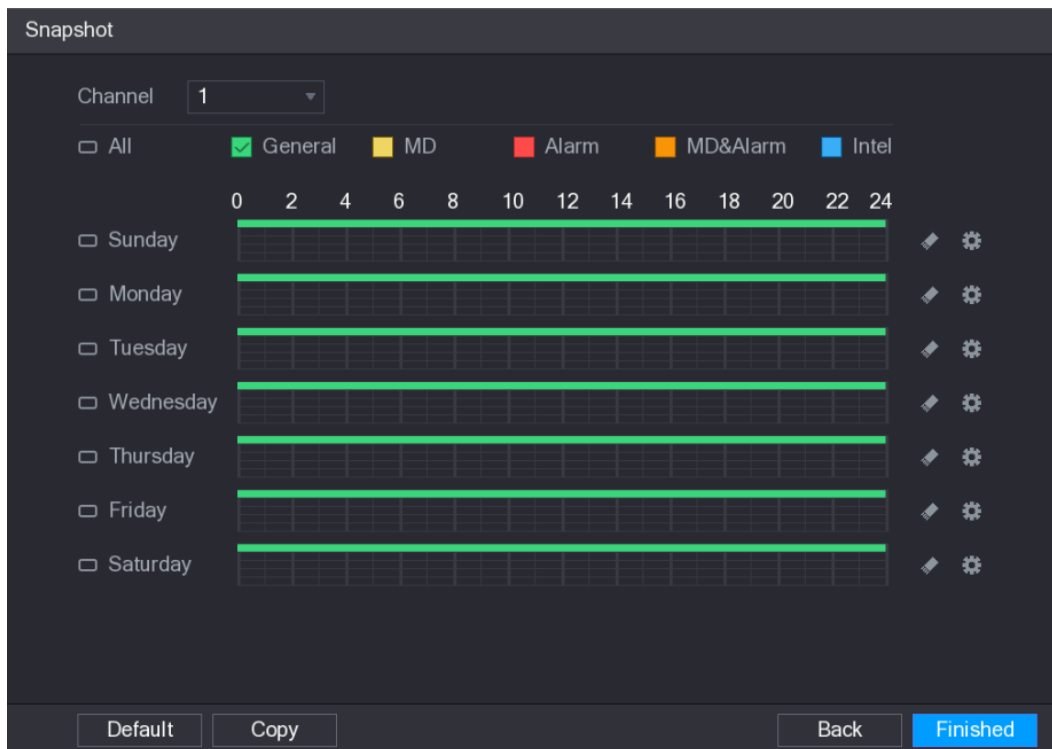 Snapshot
Channel 1
All General MD Alarm MD&Alarm Intel
0 2 4 6 8 10 12 14 16 18 20 22 24
Sunday
Monday
Tuesday
Wednesday
Thursday
Friday
Saturday
Default Copy Back Finished